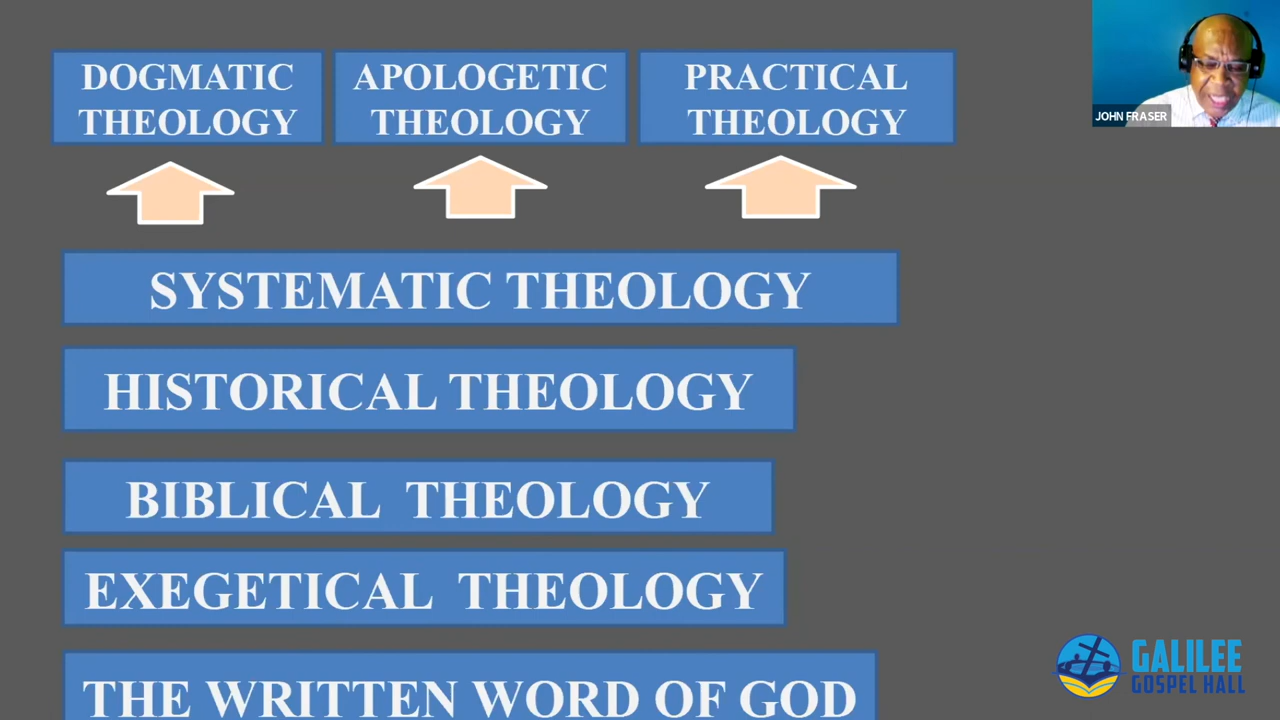 DOGMATIC
THEOLOGY
APOLOGETIC
THEOLOGY
PRACTICAL
THEOLOGY
JOHN FRASER
SYSTEMATIC THEOLOGY
HISTORICAL THEOLOGY
BIBLICAL THEOLOGY
EXEGETICAL THEOLOGY
THE WRITTEN WORD OF GOD
GALILEE
GOSPEL HALL